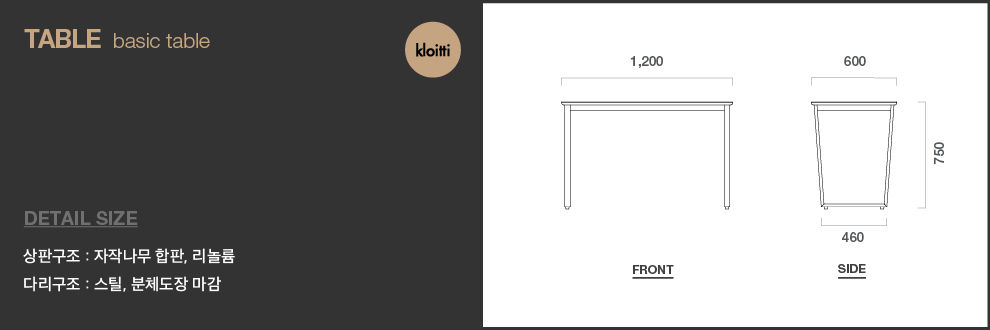 TABLE basic table
kloitti
DETAIL SIZE
상판구조 : 자작나무 합판, 리놀륨
다리구조 : 스틸, 분체도장 마감
1,200
600
750
460
FRONT
SIDE